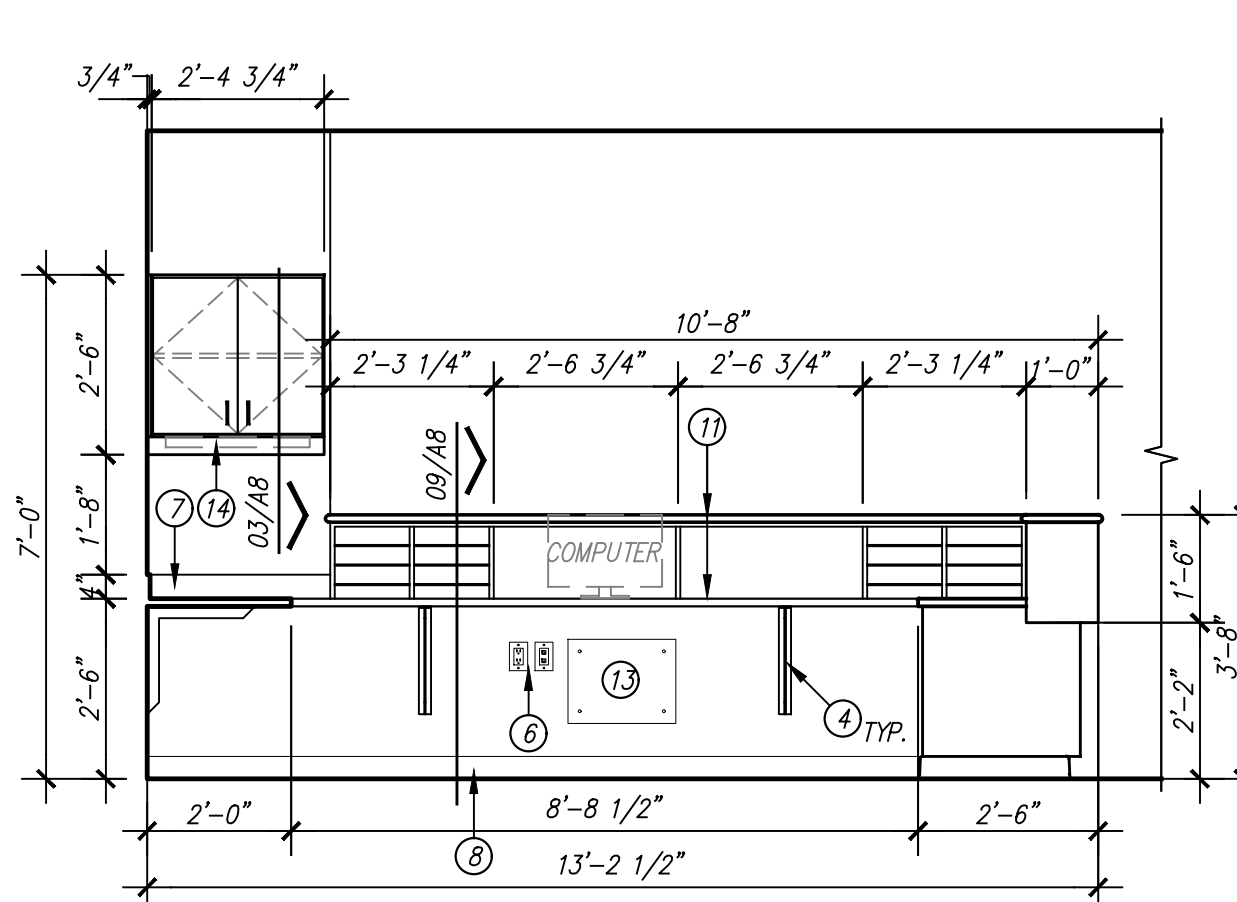 3/4” 2’-4 3/4”
10’-8”
2’-3 1/4” 2’-6 3/4” 2’-6 3/4” 2’-3 1/4” 1’-0”
2’-6”
11
09/A8
7 14
03/A8
1’-8”
7’-0”
COMPUTER
4”
1’-6”
3’-8”
2’-6”
13
2’-2”
6
4 TYP.
2’-0” 8’-8 1/2” 2’-6”
8
13’-2 1/2”